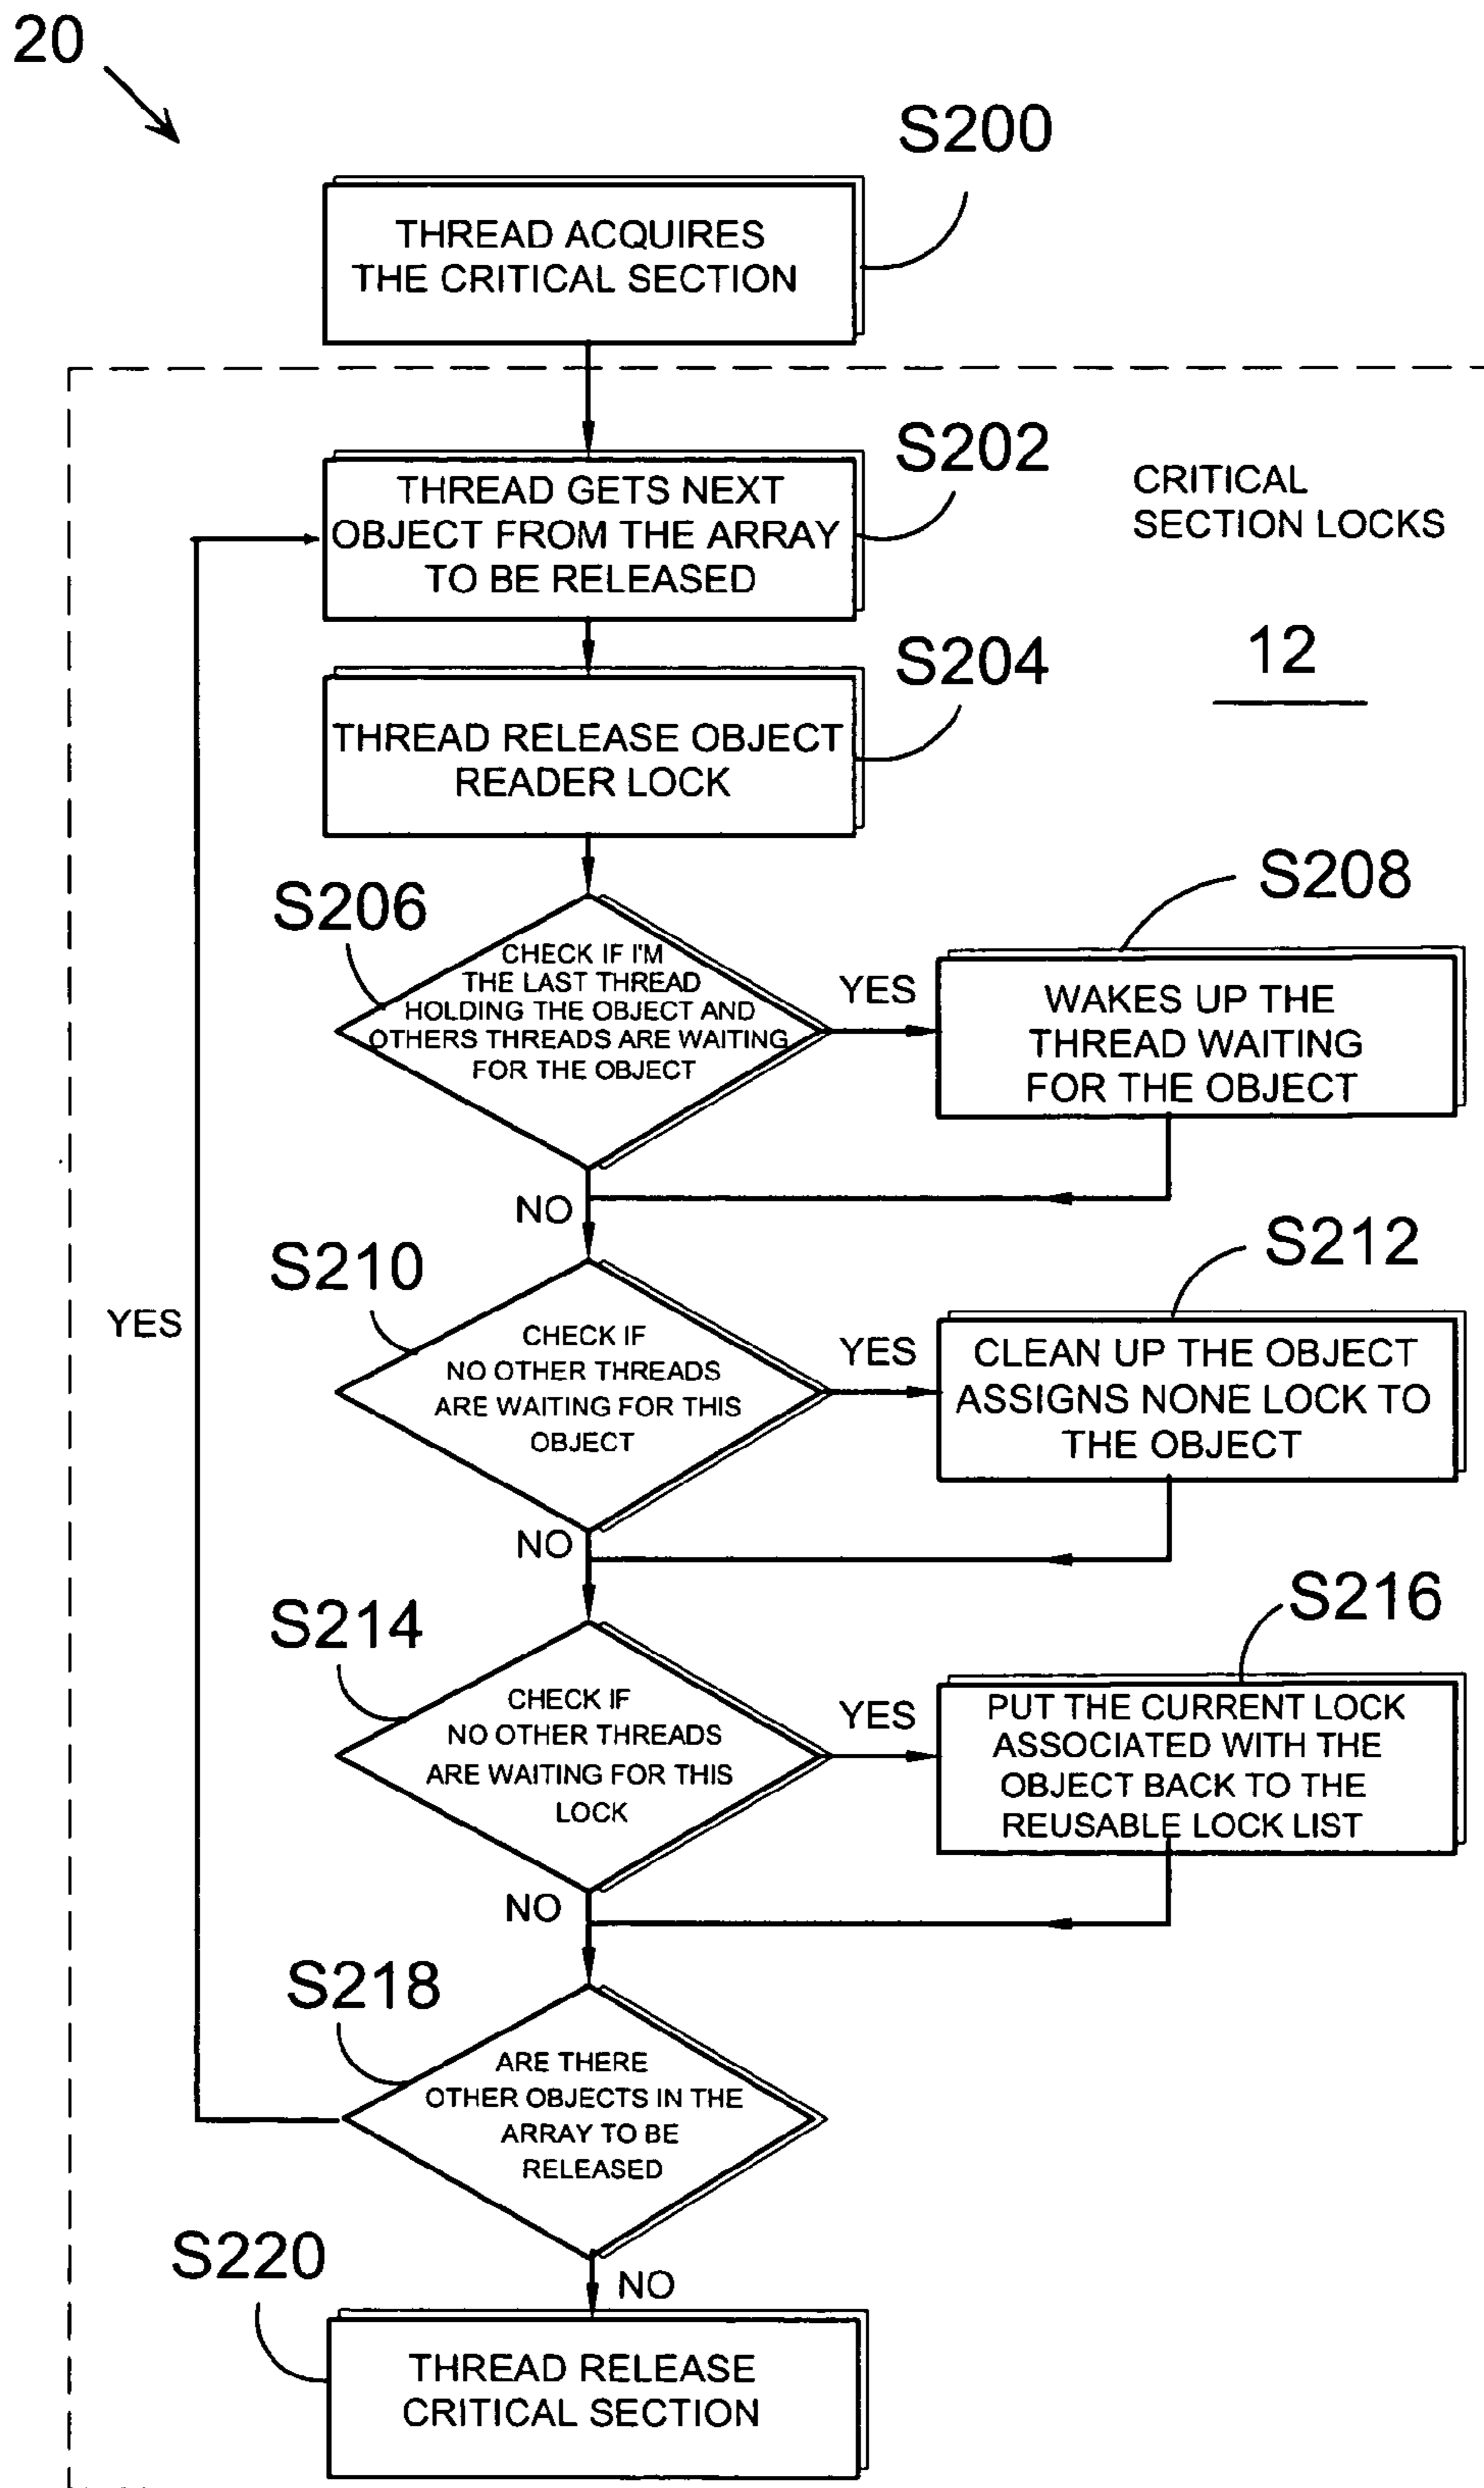 20
S200
THREAD ACQUIRES
THE CRITICAL SECTION
S202
THREAD GETS NEXT
OBJECT FROM THE ARRAY
TO BE RELEASED
CRITICAL
SECTION LOCKS
12
S204
THREAD RELEASE OBJECT
READER LOCK
S206
CHECK IF I'M
THE LAST THREAD
HOLDING THE OBJECT AND
OTHERS THREADS ARE WAITING
FOR THE OBJECT
YES
S208
WAKES UP THE
THREAD WAITING
FOR THE OBJECT
NO
S210
CHECK IF
NO OTHER THREADS
ARE WAITING FOR THIS
OBJECT
YES
S212
CLEAN UP THE OBJECT
ASSIGNS NONE LOCK TO
THE OBJECT
YES
NO
S214
CHECK IF
NO OTHER THREADS
ARE WAITING FOR THIS
LOCK
YES
S216
PUT THE CURRENT LOCK
ASSOCIATED WITH THE
OBJECT BACK TO THE
REUSABLE LOCK LIST
NO
S218
ARE THERE
OTHER OBJECTS IN THE
ARRAY TO BE
RELEASED
NO
S220
THREAD RELEASE
CRITICAL SECTION